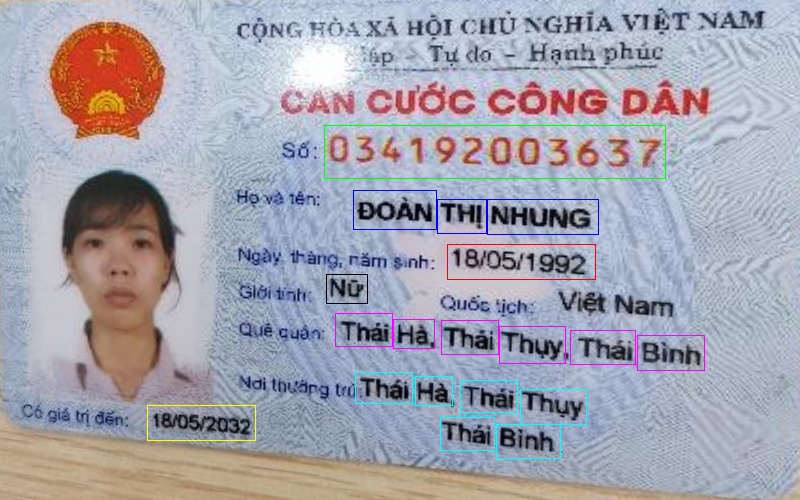 CỘNG HÒA XÃ HỘI CHỦ NGHĨA VIỆT NAM
lập - Tự do - Hạnh phúc
CĂN CƯỚC CÔNG DÂN
Số: 034192003637
Họ và tên: ĐOÀN THỊ NHUNG
Ngày, tháng, năm sinh: 18/05/1992
Giới tính: Nữ Quốc tịch: Việt Nam
Quê quán: Thái Hà, Thái Thụy, Thái Bình
Nơi thường trú: Thái Hà, Thái Thụy
Thái Bình
Có giá trị đến: 18/05/2032